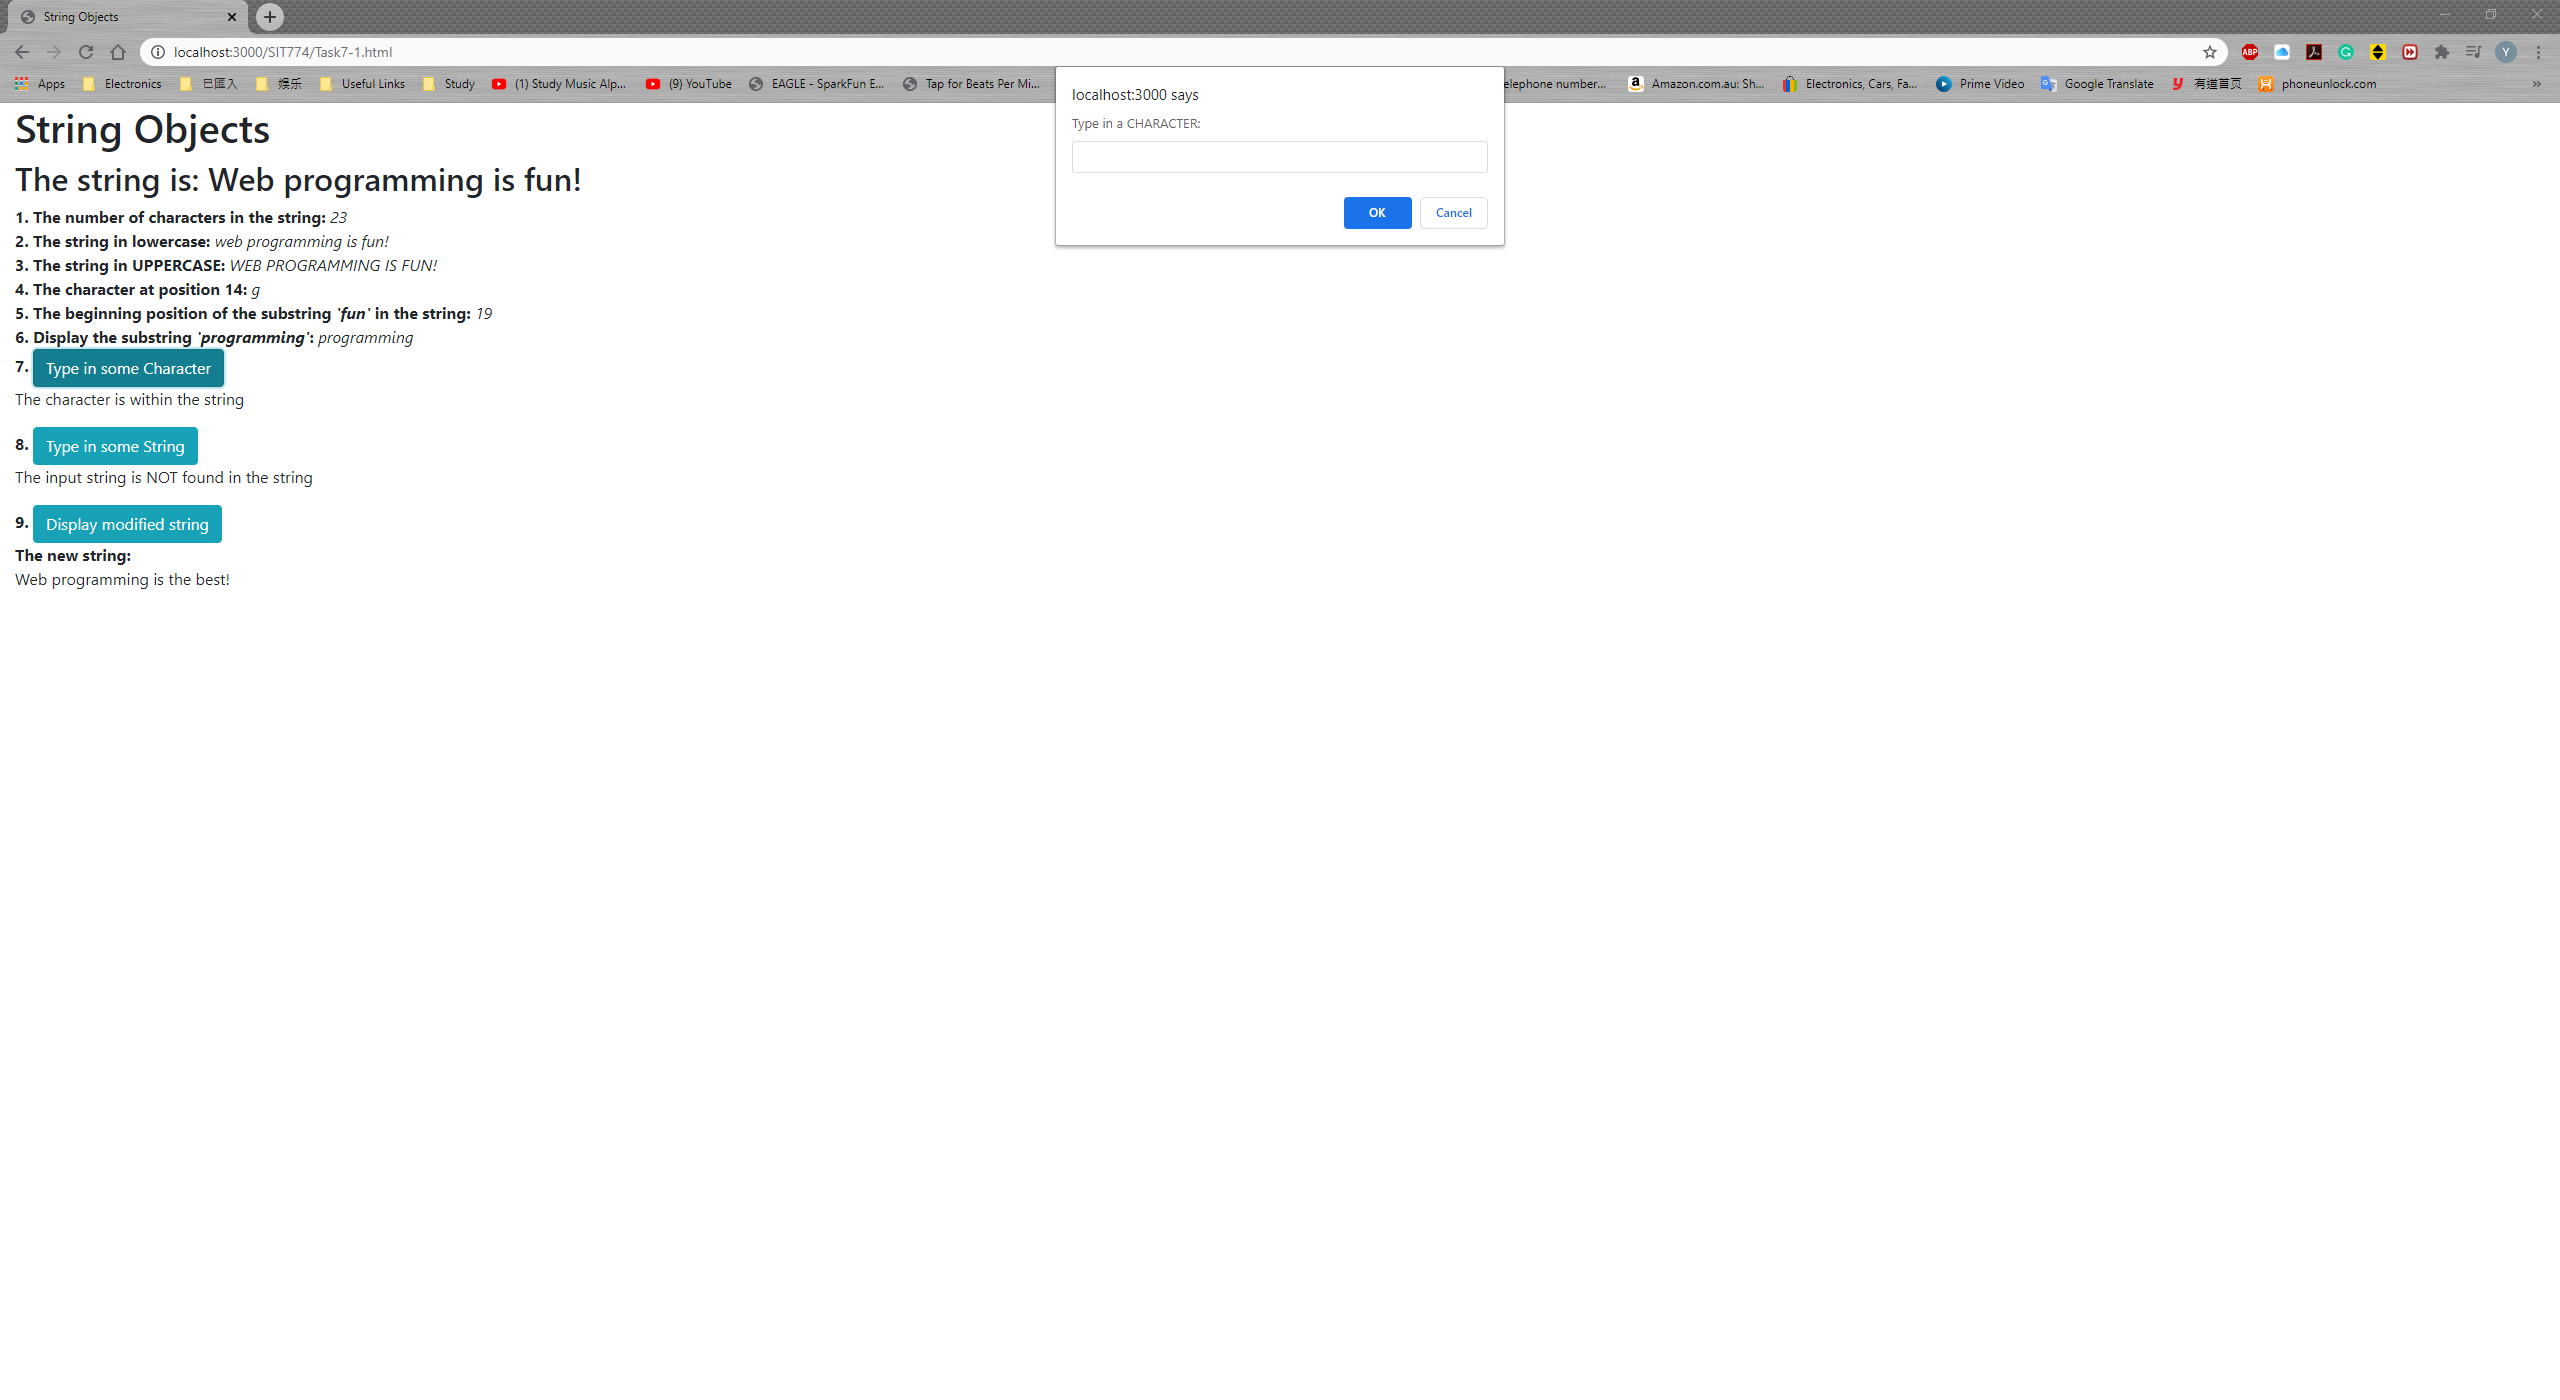 String Objects
localhost:3000/SIT774/Task7-1.html
ABP
Y
Apps Electronics 已匯入 娱乐 Useful Links Study (1) Study Music Alp... (9) YouTube EAGLE - SparkFun E... Tap for Beats Per Mi... elephone number... Amazon.com.au: Sh... Electronics, Cars, Fa... Prime Video Google Translate 有道首页 phoneunlock.com »
localhost:3000 says
Type in a CHARACTER:
OK Cancel
String Objects
The string is: Web programming is fun!
1. The number of characters in the string: 23
2. The string in lowercase: web programming is fun!
3. The string in UPPERCASE: WEB PROGRAMMING IS FUN!
4. The character at position 14: g
5. The beginning position of the substring `fun` in the string: 19
6. Display the substring `programming`: programming
7. Type in some Character
The character is within the string
8. Type in some String
The input string is NOT found in the string
9. Display modified string
The new string:
Web programming is the best!